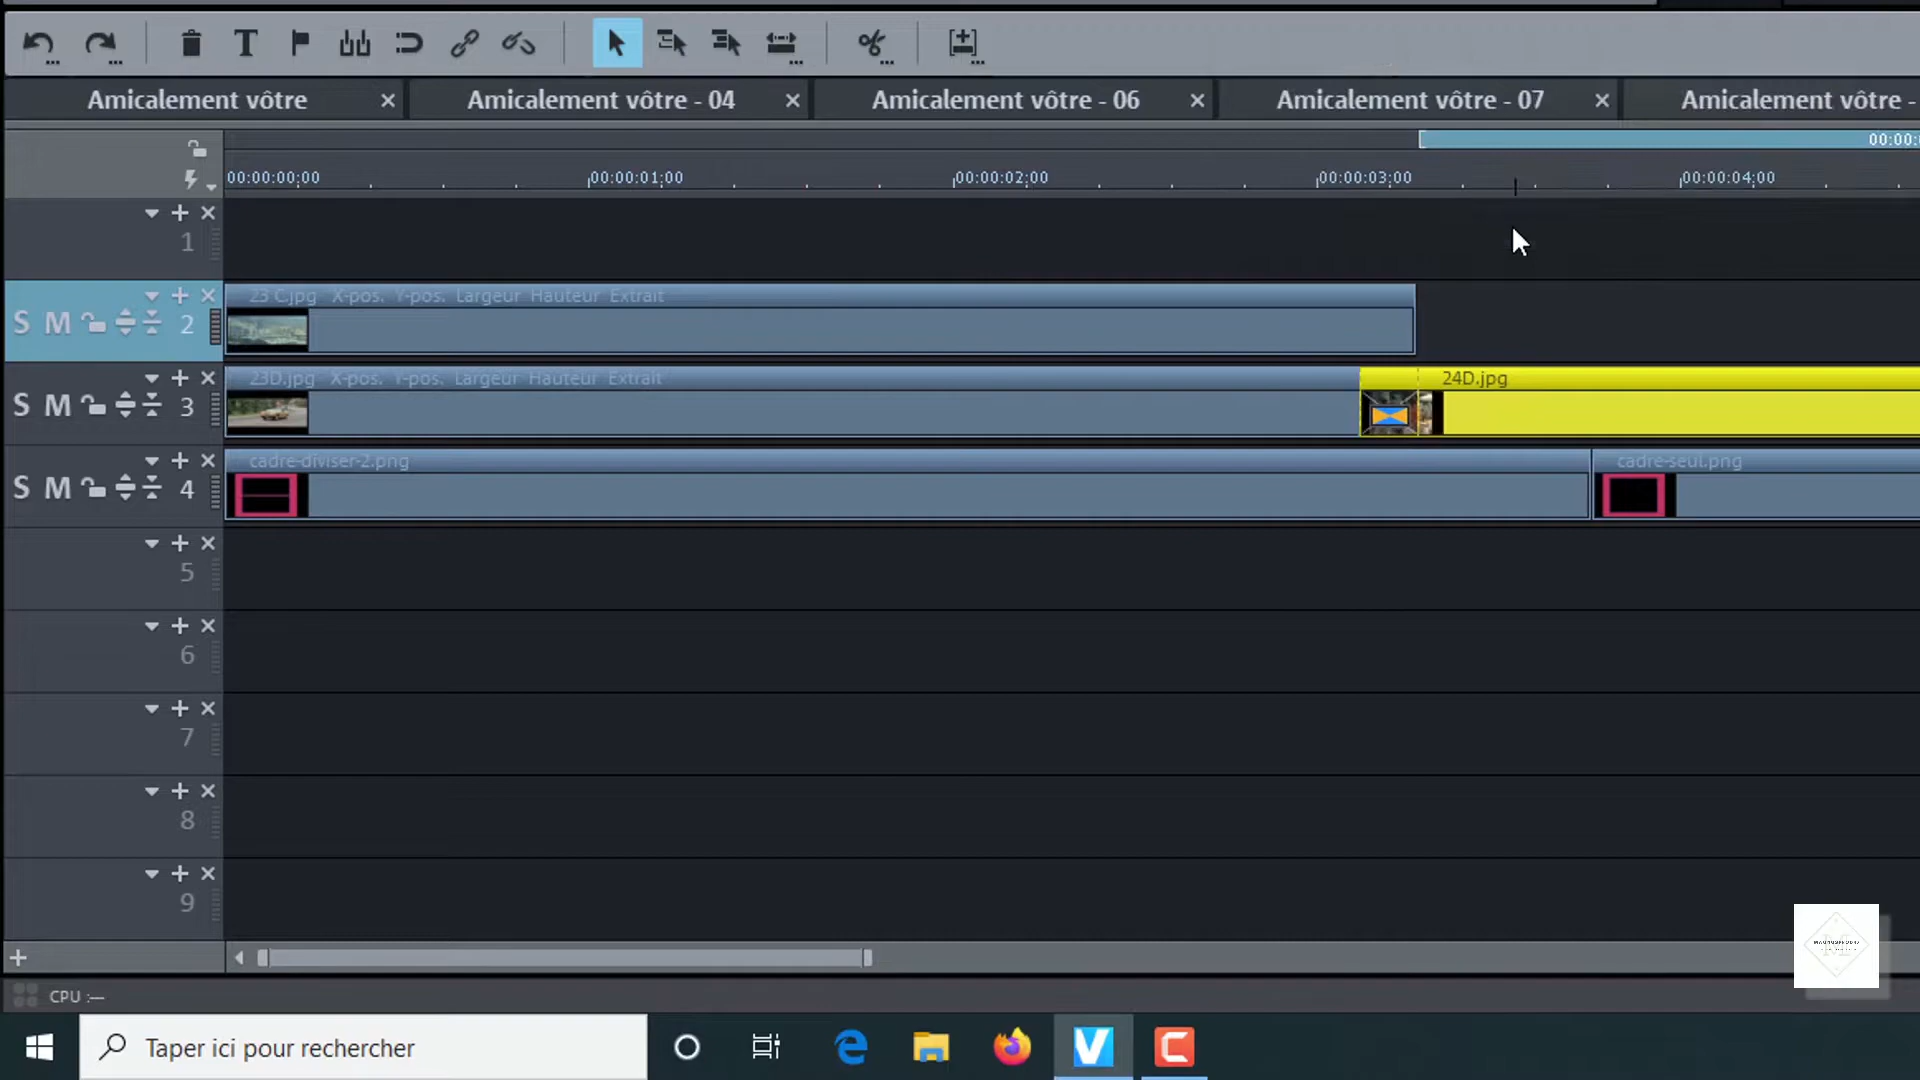 T
Amicalement vôtre
Amicalement vôtre - 04
Amicalement vôtre - 06
Amicalement vôtre - 07
Amicalement vôtre -
00:00:
00:00:00;00
00:00:01;00
00:00:02;00
00:00:03;00
00:00:04;00
1
23 C.jpg X-pos. Y-pos. Largeur Hauteur Extrait
S M 2
23D.jpg X-pos. Y-pos. Largeur Hauteur Extrait
24D.jpg
S M 3
cadre-diviser-2.png
cadre-seul.png
S M 4
5
6
7
8
9
CPU :—
Taper ici pour rechercher